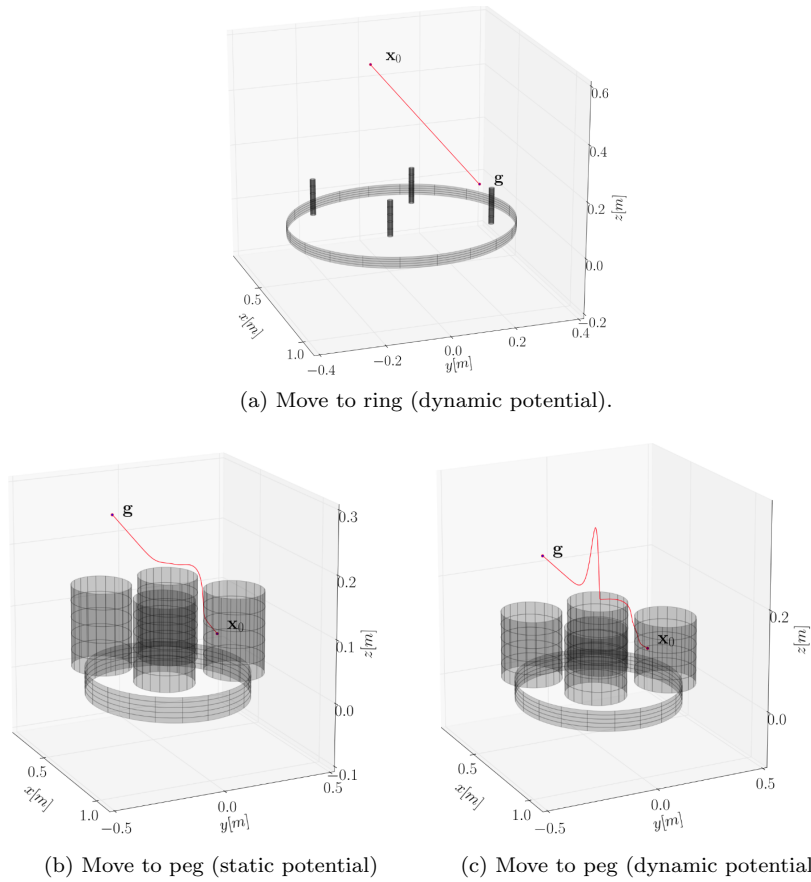 x₀
0.6
0.4
g
0.2
z[m]
0.0
0.5
x[m]
−0.2
1.0
0.4
0.2
0.0
−0.2
y[m]
−0.4
(a) Move to ring (dynamic potential).
g
0.3
0.2
x₀
0.1
z[m]
0.0
0.5
x[m]
−0.1
1.0
0.5
0.0
−0.5
y[m]
(b) Move to peg (static potential)
g
0.2
x₀
z[m]
0.0
0.5
x[m]
1.0
0.5
0.0
−0.5
y[m]
(c) Move to peg (dynamic potential